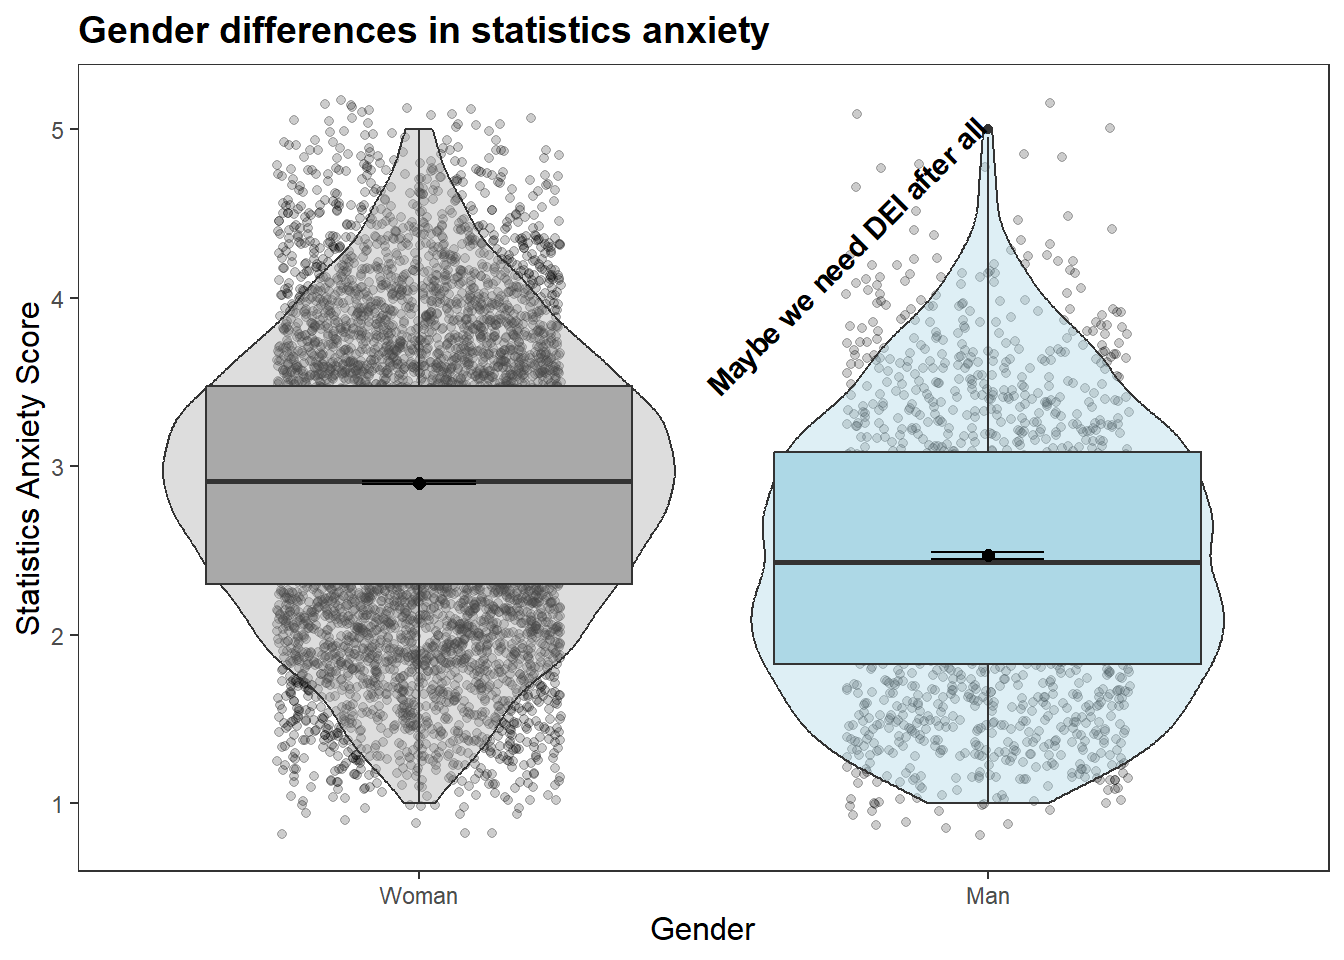 Gender differences in statistics anxiety
Maybe we need DEI after all
5
4
3
2
1
Statistics Anxiety Score
Woman
Man
Gender